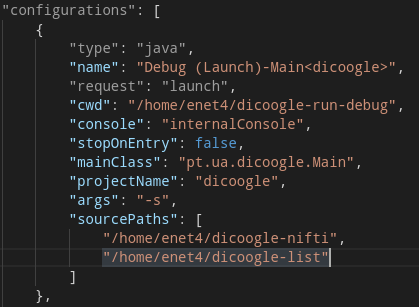 "configurations": [
{
"type": "java",
"name": "Debug (Launch)-Main<dicoogle>",
"request": "launch",
"cwd": "/home/enet4/dicoogle-run-debug",
"console": "internalConsole",
"stopOnEntry": false,
"mainClass": "pt.ua.dicoogle.Main",
"projectName": "dicoogle",
"args": "-s",
"sourcePaths": [
"/home/enet4/dicoogle-nifti",
"/home/enet4/dicoogle-list"
]
},